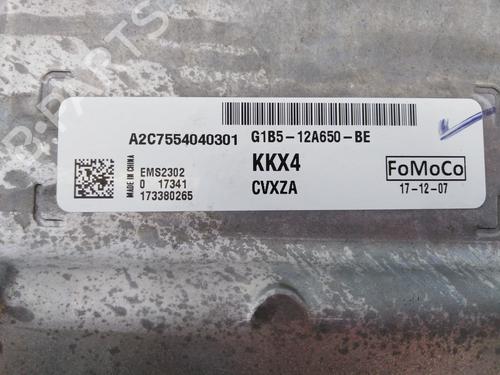 B-PARTS
A2C7554040301 G1B5-12A650-BE
EMS2302
0 17341
173380265
MADE IN CHINA
KKX4
CVXZA
FoMoCo
17-12-07